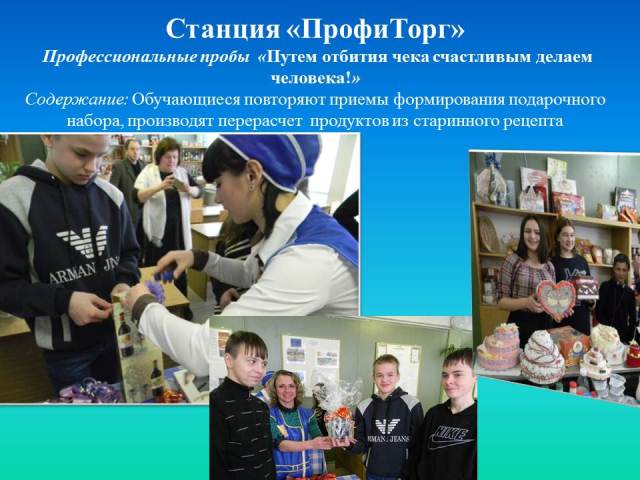 Станция «ПрофиТорг»
Профессиональные пробы «Путем отбития чека счастливым делаем
человека!»
Содержание: Обучающиеся повторяют приемы формирования подарочного
набора, производят перерасчет продуктов из старинного рецепта
ARMAN JEANS
ARMANI JEANS
NIKE